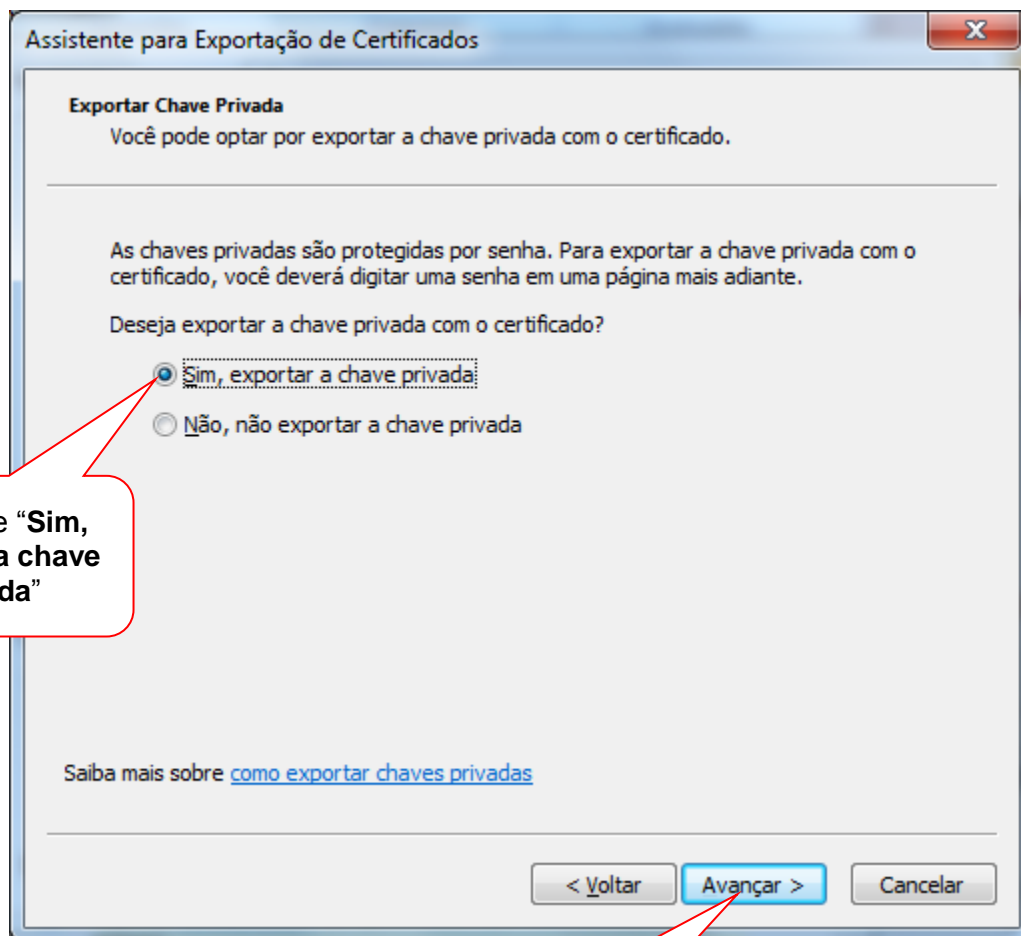 Assistente para Exportação de Certificados
Exportar Chave Privada
Você pode optar por exportar a chave privada com o certificado.
As chaves privadas são protegidas por senha. Para exportar a chave privada com o
certificado, você deverá digitar uma senha em uma página mais adiante.
Deseja exportar a chave privada com o certificado?
Sim, exportar a chave privada
Não, não exportar a chave privada
e “Sim,
a chave
da”
Saiba mais sobre como exportar chaves privadas
< Voltar Avançar > Cancelar